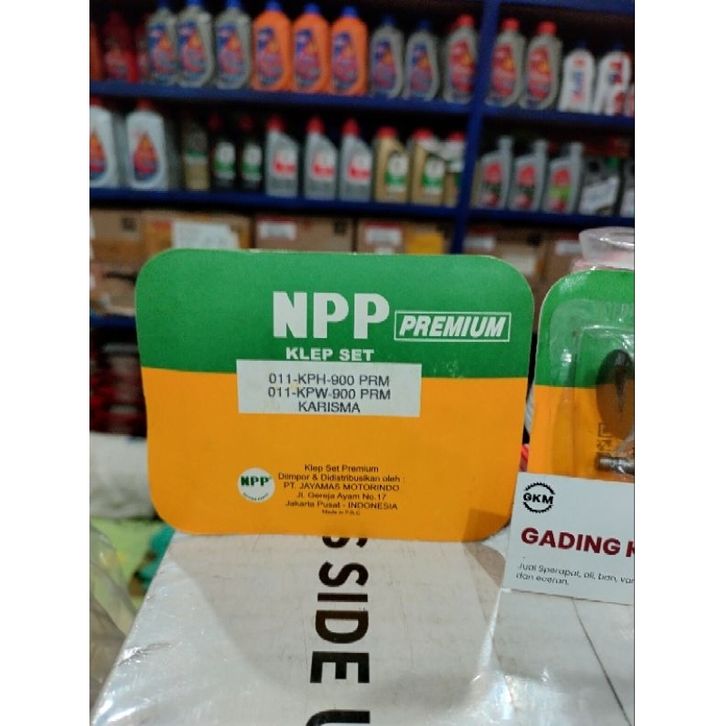 NPP PREMIUM
KLEP SET
011-KPH-900 PRM
011-KPW-900 PRM
KARISMA
NPP
Klep Set Premium
Diimpor & Didistribusikan oleh :
PT. JAYAMAS MOTORINDO
Jl. Gereja Ayam No.17
Jakarta Pusat - INDONESIA
Made in P.R.C
GKM
GADING
Jual Sperapat, oli, ban,
dan eceran.
SIDE